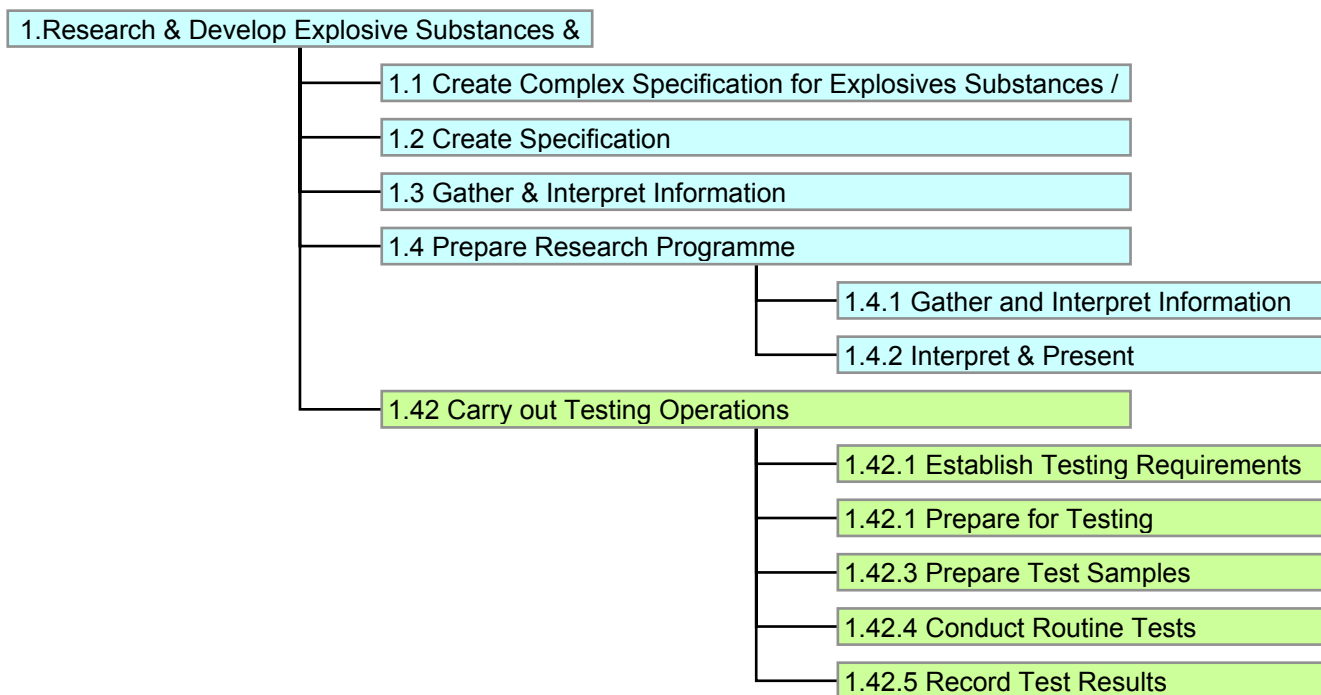 1.Research & Develop Explosive Substances &
1.1 Create Complex Specification for Explosives Substances /
1.2 Create Specification
1.3 Gather & Interpret Information
1.4 Prepare Research Programme
1.4.1 Gather and Interpret Information
1.4.2 Interpret & Present
1.42 Carry out Testing Operations
1.42.1 Establish Testing Requirements
1.42.1 Prepare for Testing
1.42.3 Prepare Test Samples
1.42.4 Conduct Routine Tests
1.42.5 Record Test Results